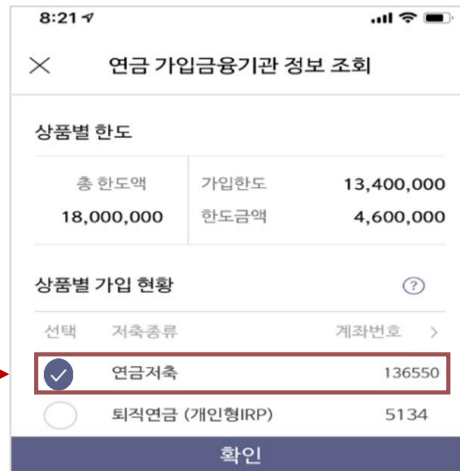 8:21
연금 가입금융기관 정보 조회
상품별 한도
총 한도액 가입한도 13,400,000
18,000,000 한도금액 4,600,000
상품별 가입 현황 ?
선택 저축종류 계좌번호 >
연금저축 136550
퇴직연금 (개인형IRP) 5134
확인